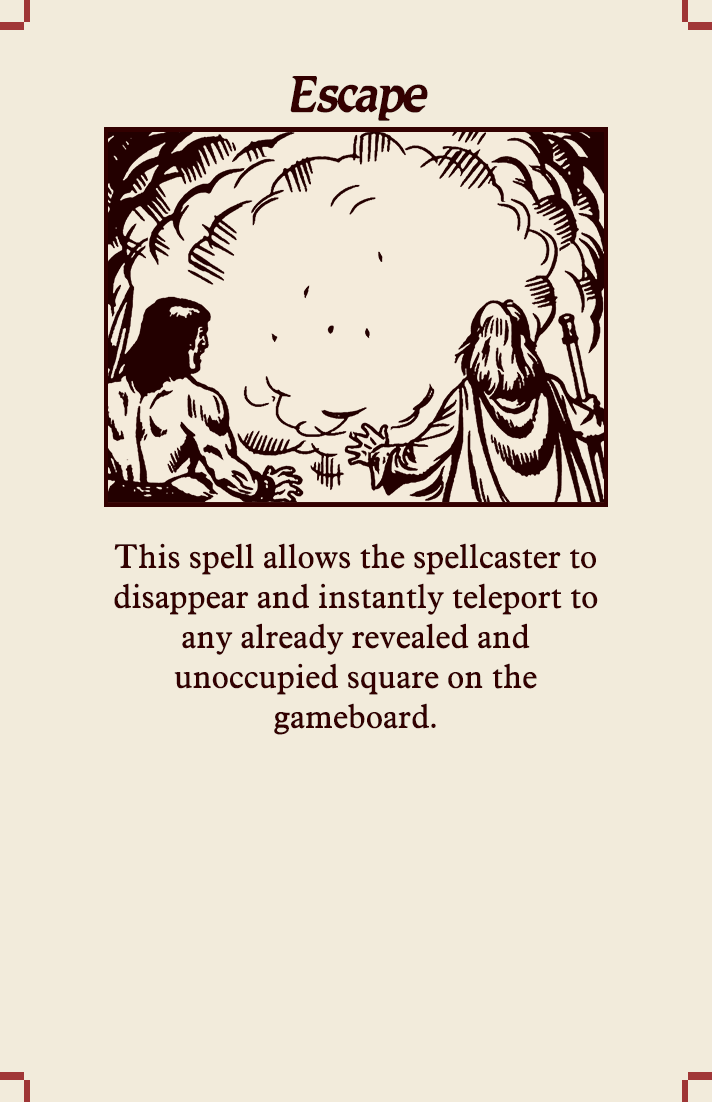 Escape
This spell allows the spellcaster to
disappear and instantly teleport to
any already revealed and
unoccupied square on the
gameboard.